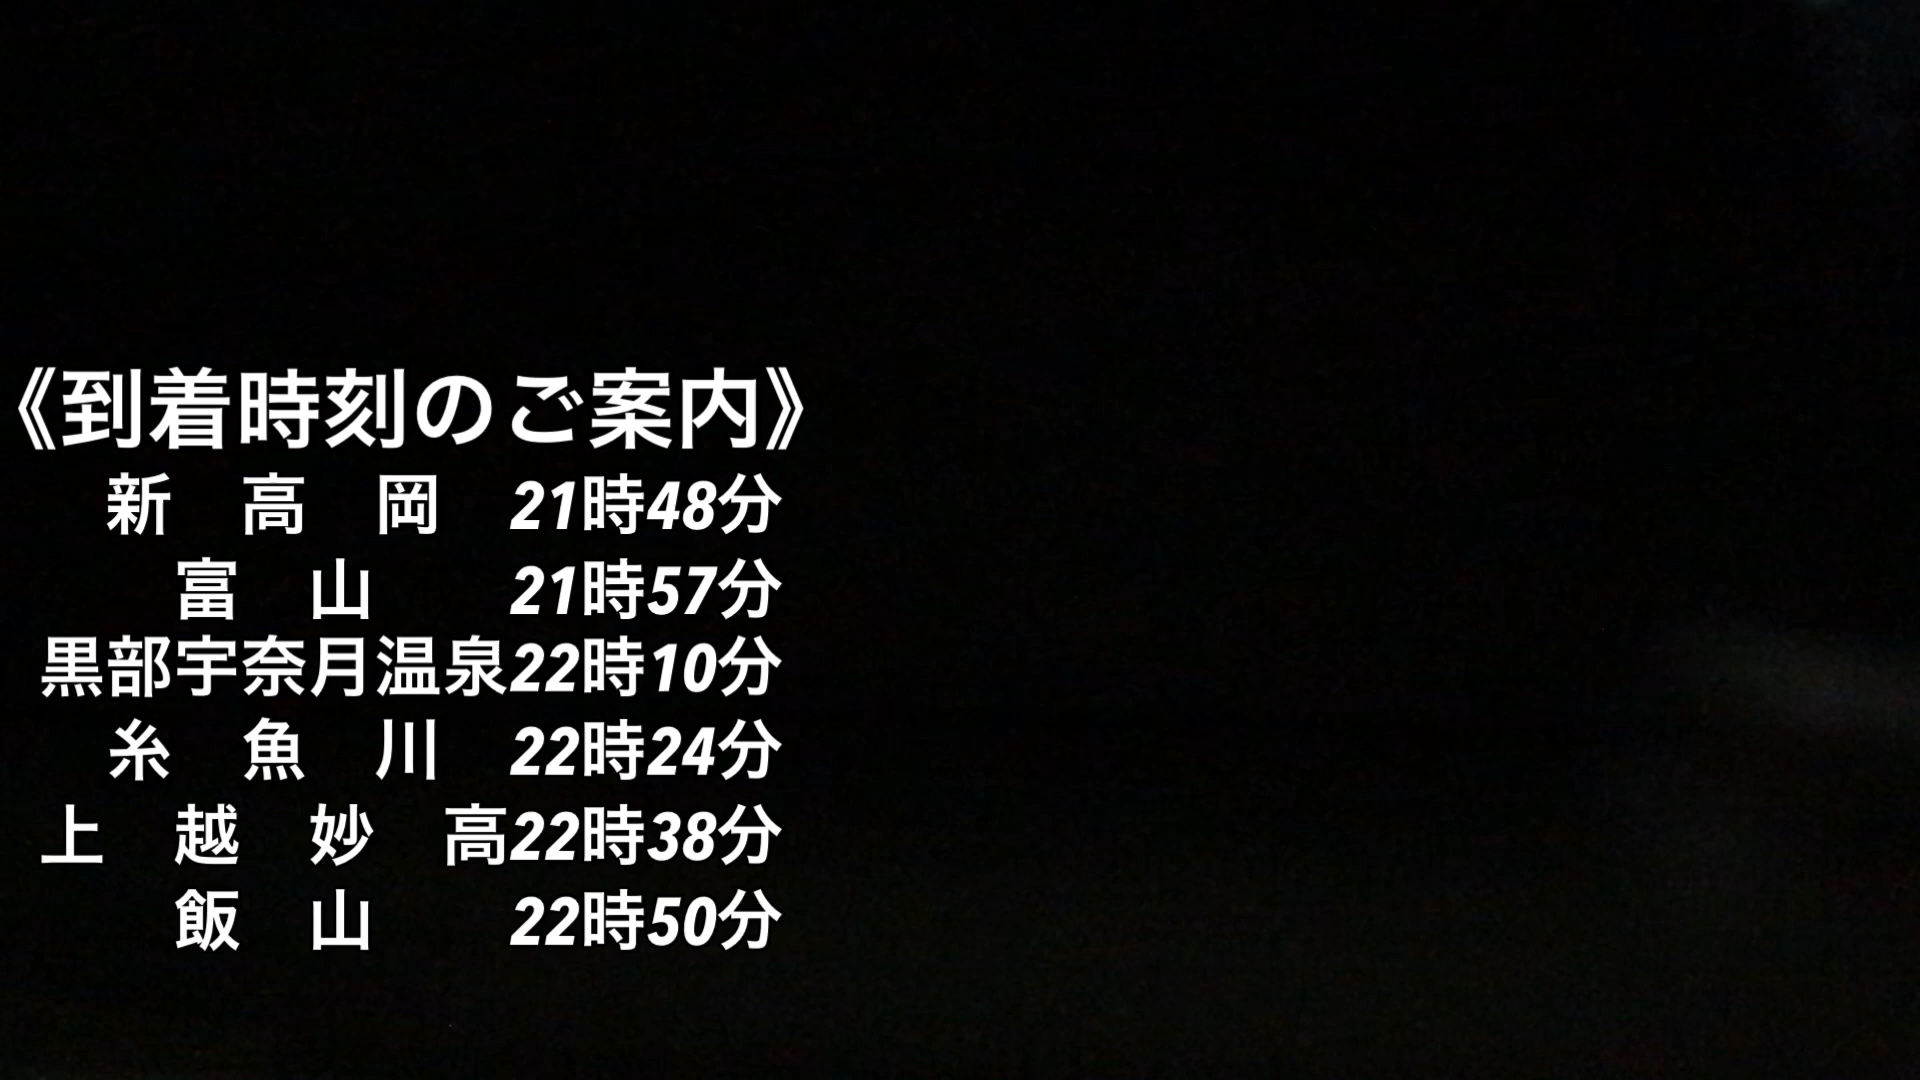 《到着時刻のご案内》
新　高　岡　21時48分
富　山　　21時57分
黒部宇奈月温泉22時10分
糸　魚　川　22時24分
上　越　妙　高22時38分
飯　山　　22時50分